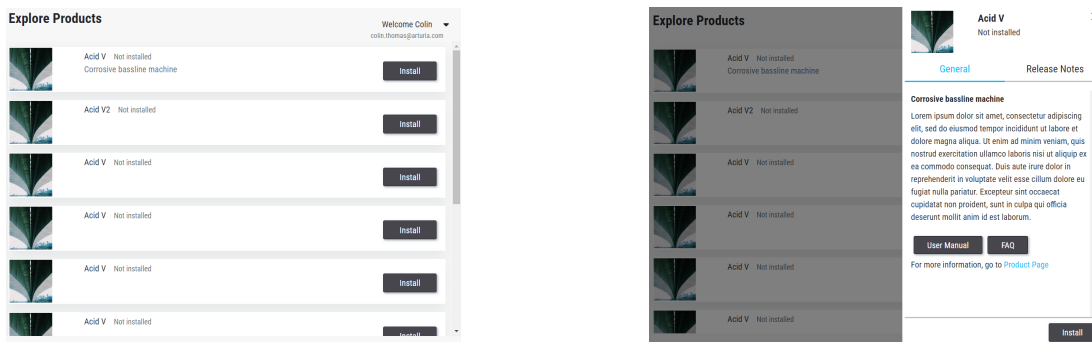 Explore Products
Welcome Colin
colin.thomas@arturia.com
Acid V Not installed
Corrosive bassline machine
Install
Acid V2 Not installed
Install
Acid V Not installed
Install
Acid V Not installed
Install
Acid V Not installed
Install
Acid V Not installed
Install
Explore Products
Acid V Not installed
Corrosive bassline machine
Acid V2 Not installed
Acid V Not installed
Acid V Not installed
Acid V Not installed
Acid V Not installed
Acid V
Not installed
General Release Notes
Corrosive bassline machine
Lorem ipsum dolor sit amet, consectetur adipiscing
elit, sed do eiusmod tempor incididunt ut labore et
dolore magna aliqua. Ut enim ad minim veniam, quis
nostrud exercitation ullamco laboris nisi ut aliquip ex
ea commodo consequat. Duis aute irure dolor in
reprehenderit in voluptate velit esse cillum dolore eu
fugiat nulla pariatur. Excepteur sint occaecat
cupidatat non proident, sunt in culpa qui officia
deserunt mollit anim id est laborum.
User Manual FAQ
For more information, go to Product Page
Install